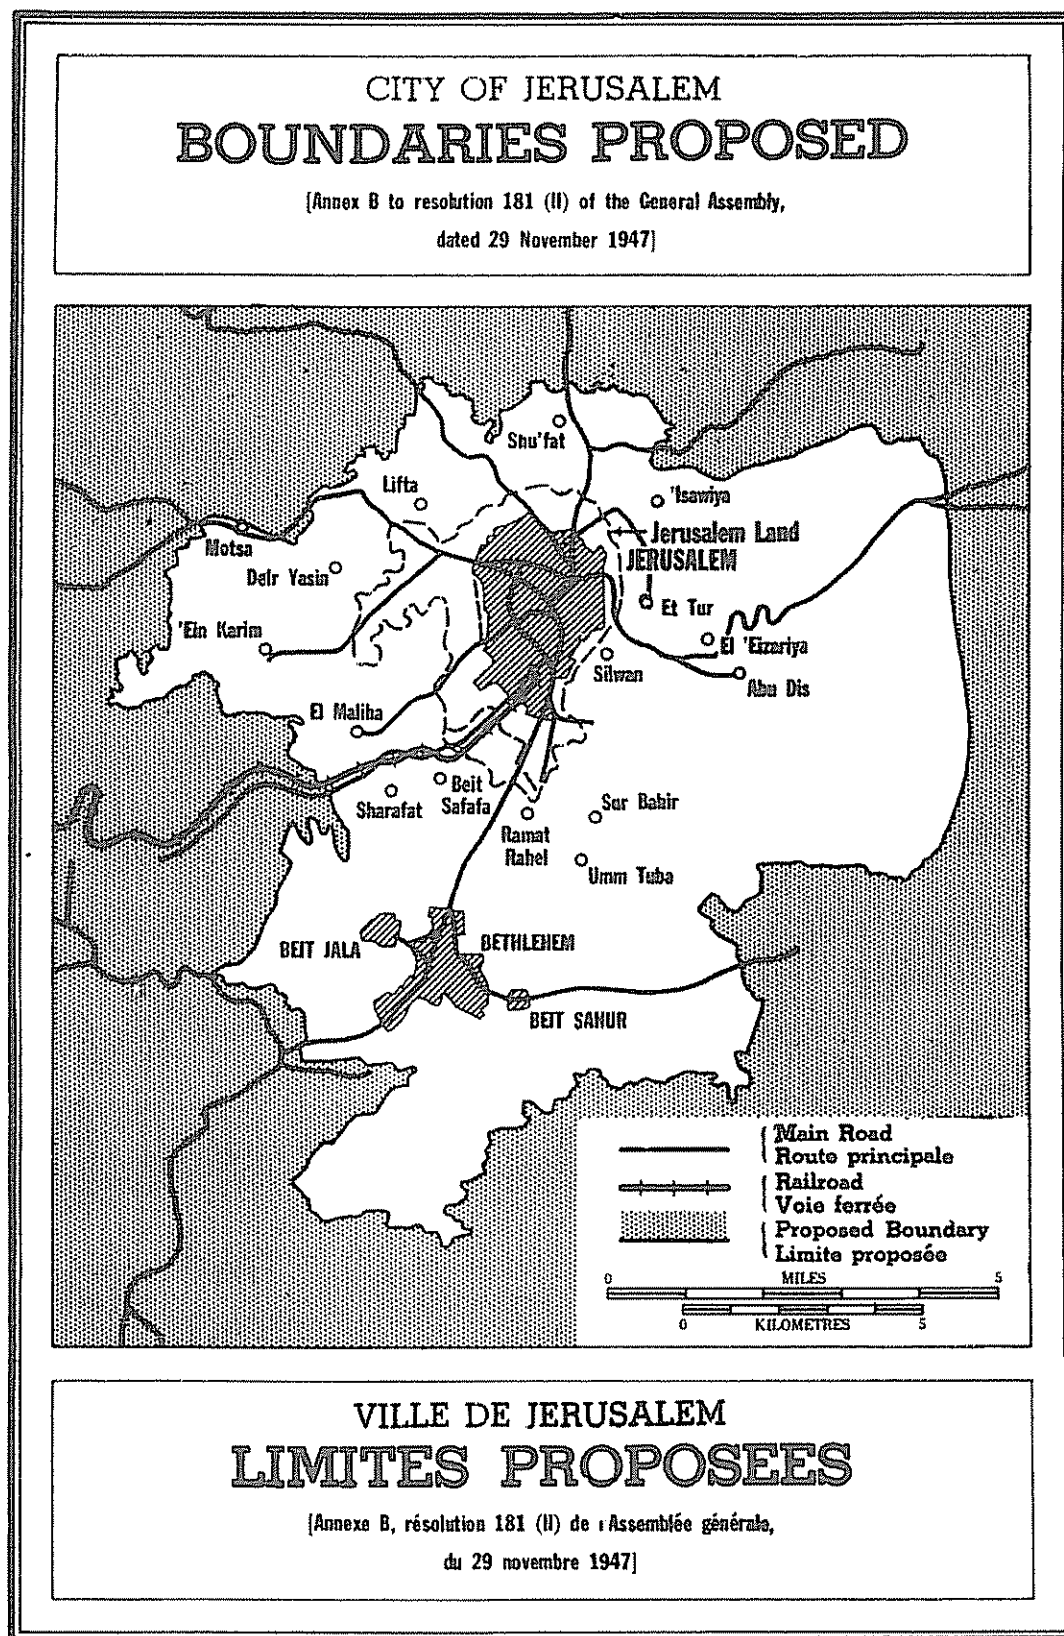 CITY OF JERUSALEM
BOUNDARIES PROPOSED
[Annex B to resolution 181 (II) of the General Assembly,
dated 29 November 1947]
Shu'fat
Lifta
'Isawiya
Jerusalem Land
JERUSALEM
Motsa
Deir Yasin
Et Tur
'Ein Karim
El 'Eizariya
Silwan
Abu Dis
El Maliha
Sharafat
Beit
Safafa
Sur Bahir
Ramat
Rahel
Umm Tuba
BEIT JALA
BETHLEHEM
BEIT SAHUR
Main Road
Route principale
Railroad
Voie ferrée
Proposed Boundary
Limite proposée
0 MILES 5
0 KILOMETRES 5
VILLE DE JERUSALEM
LIMITES PROPOSEES
[Annexe B, résolution 181 (II) de l'Assemblée générale,
du 29 novembre 1947]